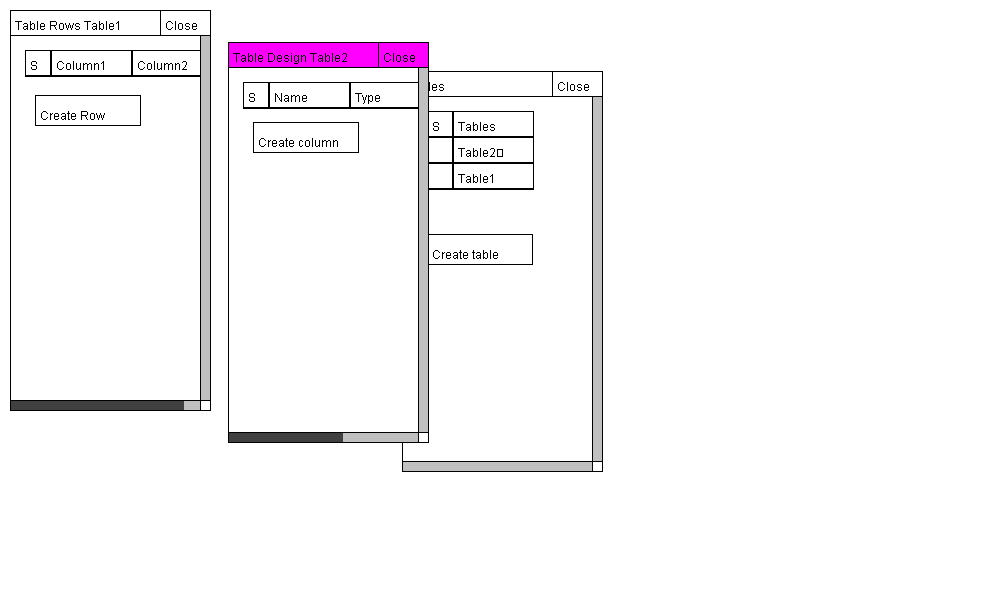 Table Rows Table1 Close
S Column1 Column2
Create Row
Table Design Table2 Close
S Name Type
Create column
les Close
S Tables
Table2▯
Table1
Create table